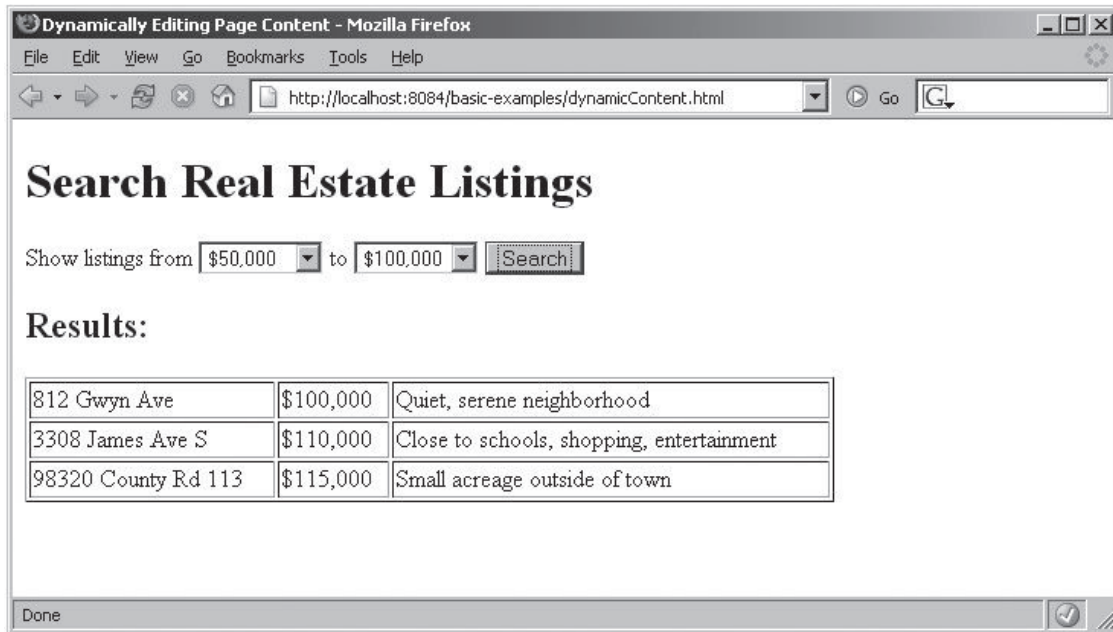 Dynamically Editing Page Content - Mozilla Firefox
File Edit View Go Bookmarks Tools Help
http://localhost:8084/basic-examples/dynamicContent.html Go G
Search Real Estate Listings
Show listings from $50,000 to $100,000 Search
Results:
812 Gwyn Ave $100,000 Quiet, serene neighborhood
3308 James Ave S $110,000 Close to schools, shopping, entertainment
98320 County Rd 113 $115,000 Small acreage outside of town
Done